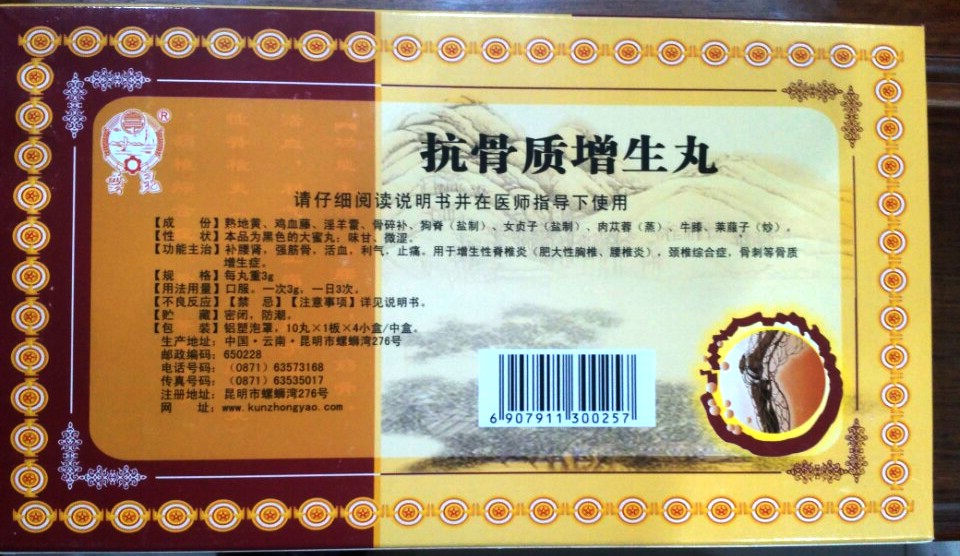 抗骨质增生丸
请仔细阅读说明书并在医师指导下使用
【成　份】熟地黄、鸡血藤、淫羊藿、骨碎补、狗脊（盐制）、女贞子（盐制）、肉苁蓉（蒸）、牛膝、莱菔子（炒）。
【性　状】本品为黑色的大蜜丸；味甘、微涩。
【功能主治】补腰肾，强筋骨，活血，利气，止痛。用于增生性脊椎炎（肥大性胸椎、腰椎炎），颈椎综合症，骨刺等骨质
增生症。
【规　格】每丸重3g
【用法用量】口服，一次3g，一日3次。
【不良反应】【禁　忌】【注意事项】详见说明书。
【贮　藏】密闭，防潮。
【包　装】铝塑泡罩，10丸×1板×4小盒/中盒。
生产地址：中国·云南·昆明市螺蛳湾276号
邮政编码：650228
电话号码：（0871）63573168
传真号码：（0871）63535017
注册地址：昆明市螺蛳湾276号
网　址：www.kunzhongyao.com
6 907911 300257